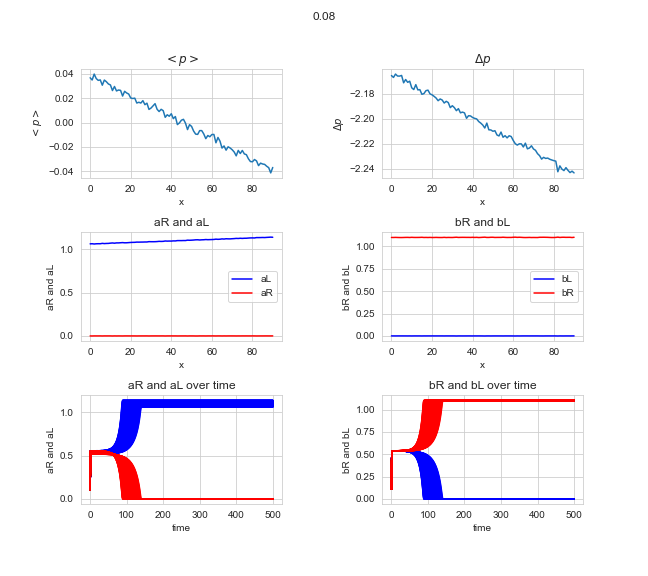 0.08
< p >
Δp
0.04
0.02
0.00
−0.02
−0.04
< p >
0 20 40 60 80
x
−2.18
−2.20
−2.22
−2.24
Δp
0 20 40 60 80
x
aR and aL
bR and bL
1.0
0.5
0.0
aR and aL
aL
aR
0 20 40 60 80
x
1.00
0.75
0.50
0.25
0.00
bR and bL
bL
bR
0 20 40 60 80
x
aR and aL over time
bR and bL over time
1.0
0.5
0.0
aR and aL
0 100 200 300 400 500
time
1.00
0.75
0.50
0.25
0.00
bR and bL
0 100 200 300 400 500
time